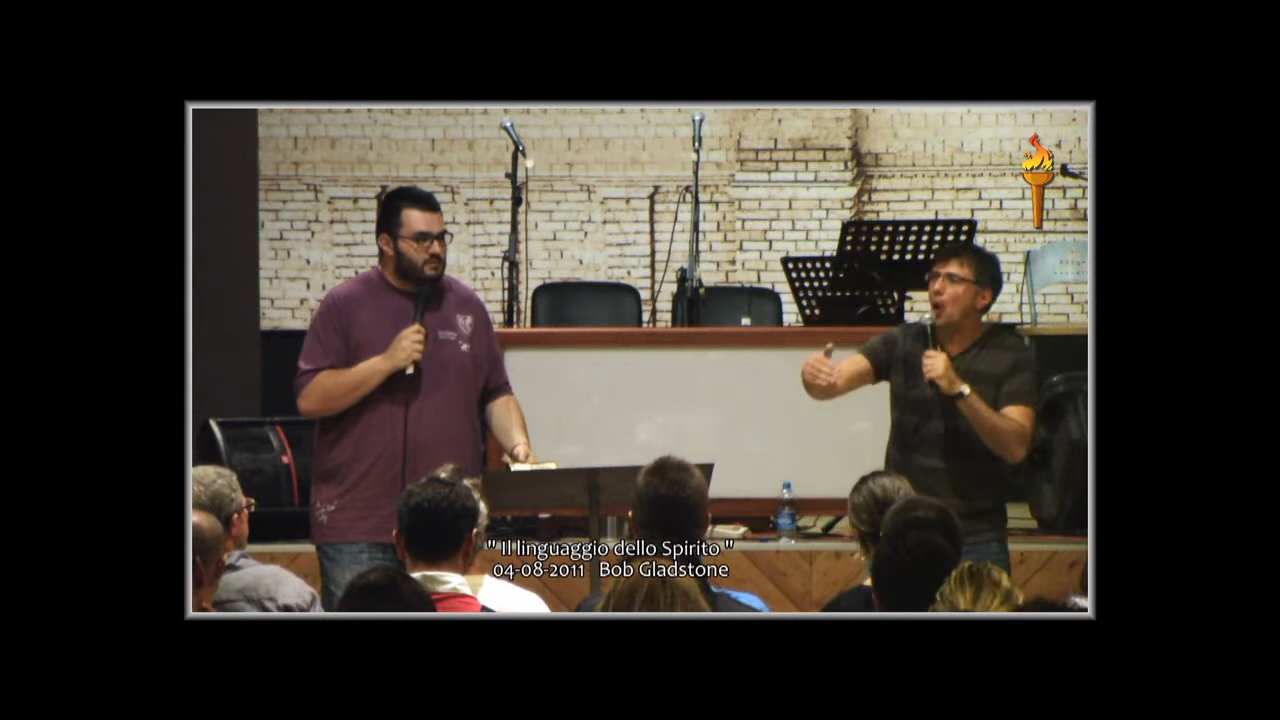 " Il linguaggio dello Spirito "
04-08-2011 Bob Gladstone